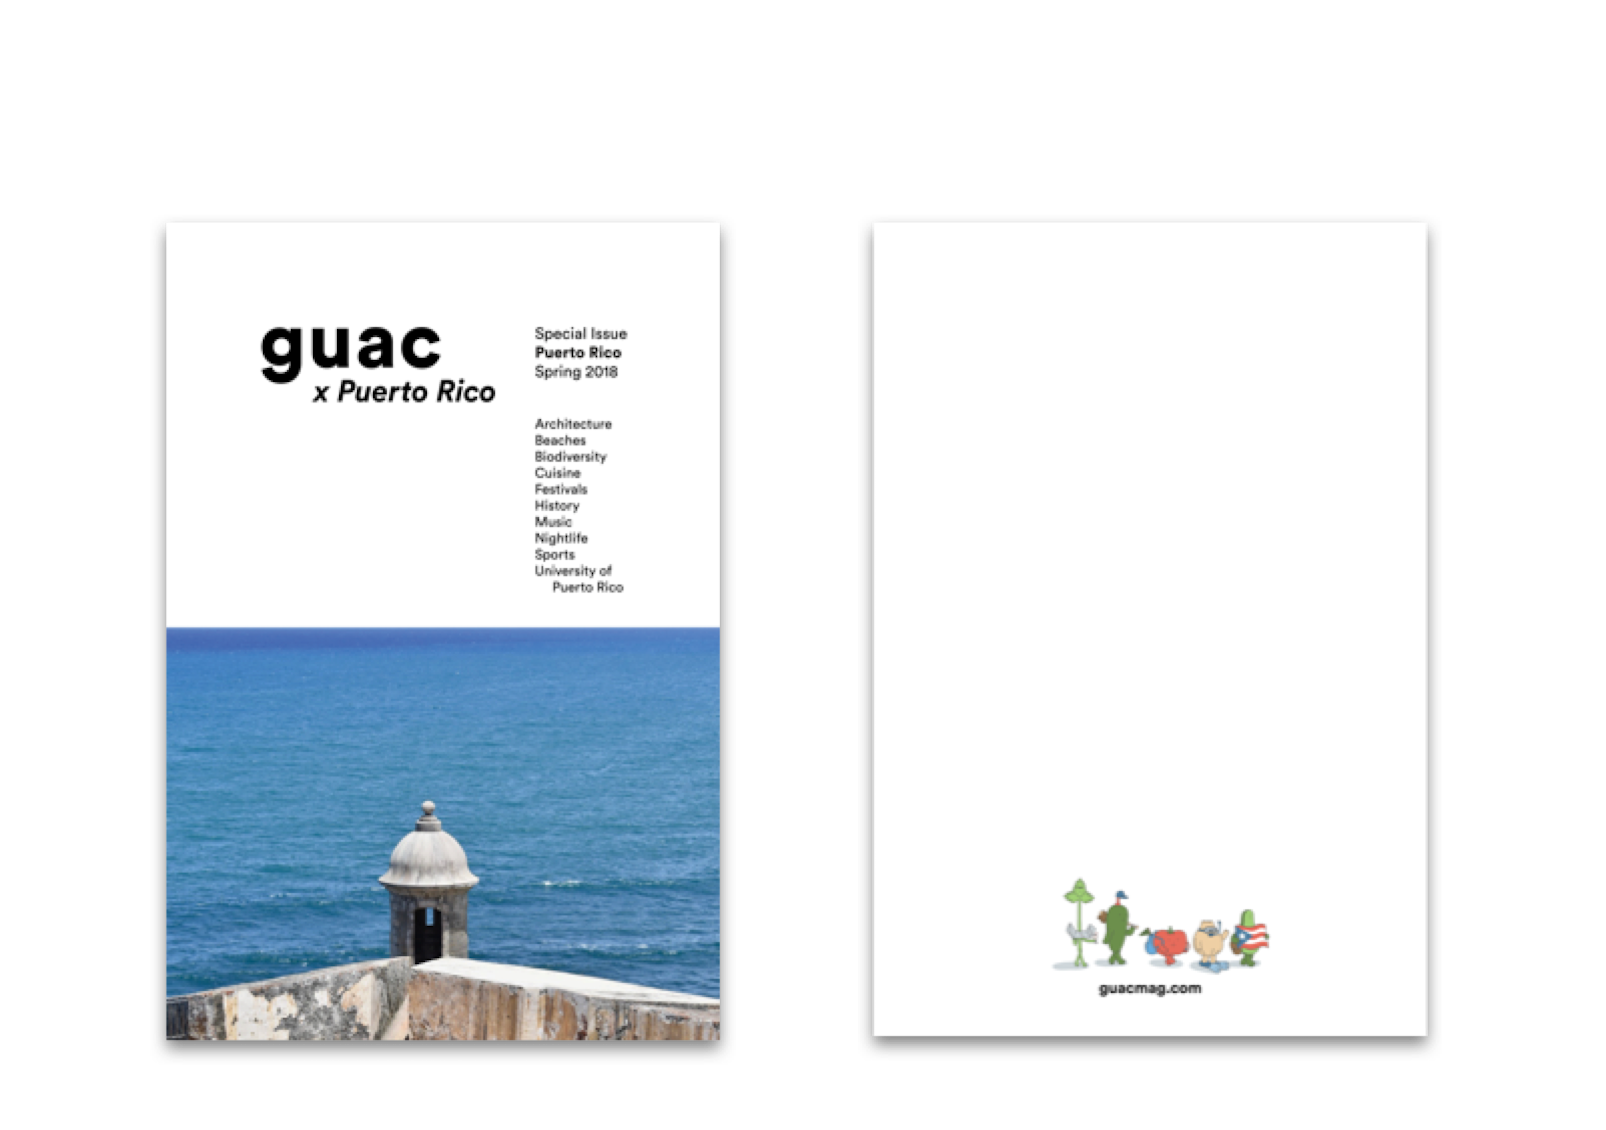 guac
x Puerto Rico
Special Issue
Puerto Rico
Spring 2018
Architecture
Beaches
Biodiversity
Cuisine
Festivals
History
Music
Nightlife
Sports
University of
Puerto Rico
guacmag.com